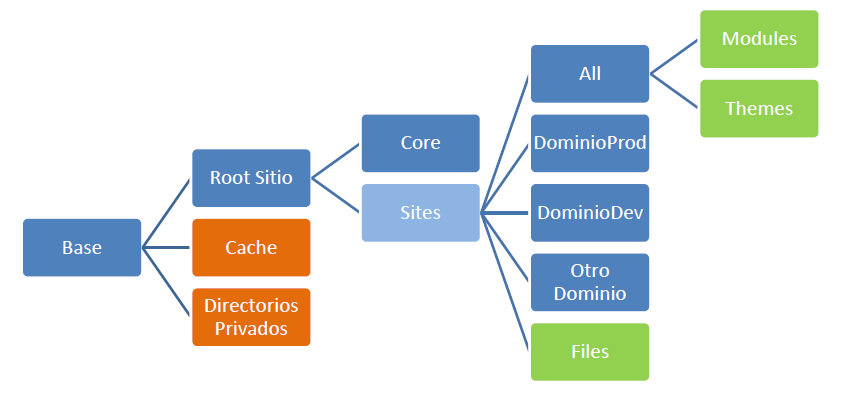 Modules
All
Themes
Core
DominioProd
Root Sitio
Sites
DominioDev
Base
Cache
Otro
Dominio
Directorios
Privados
Files